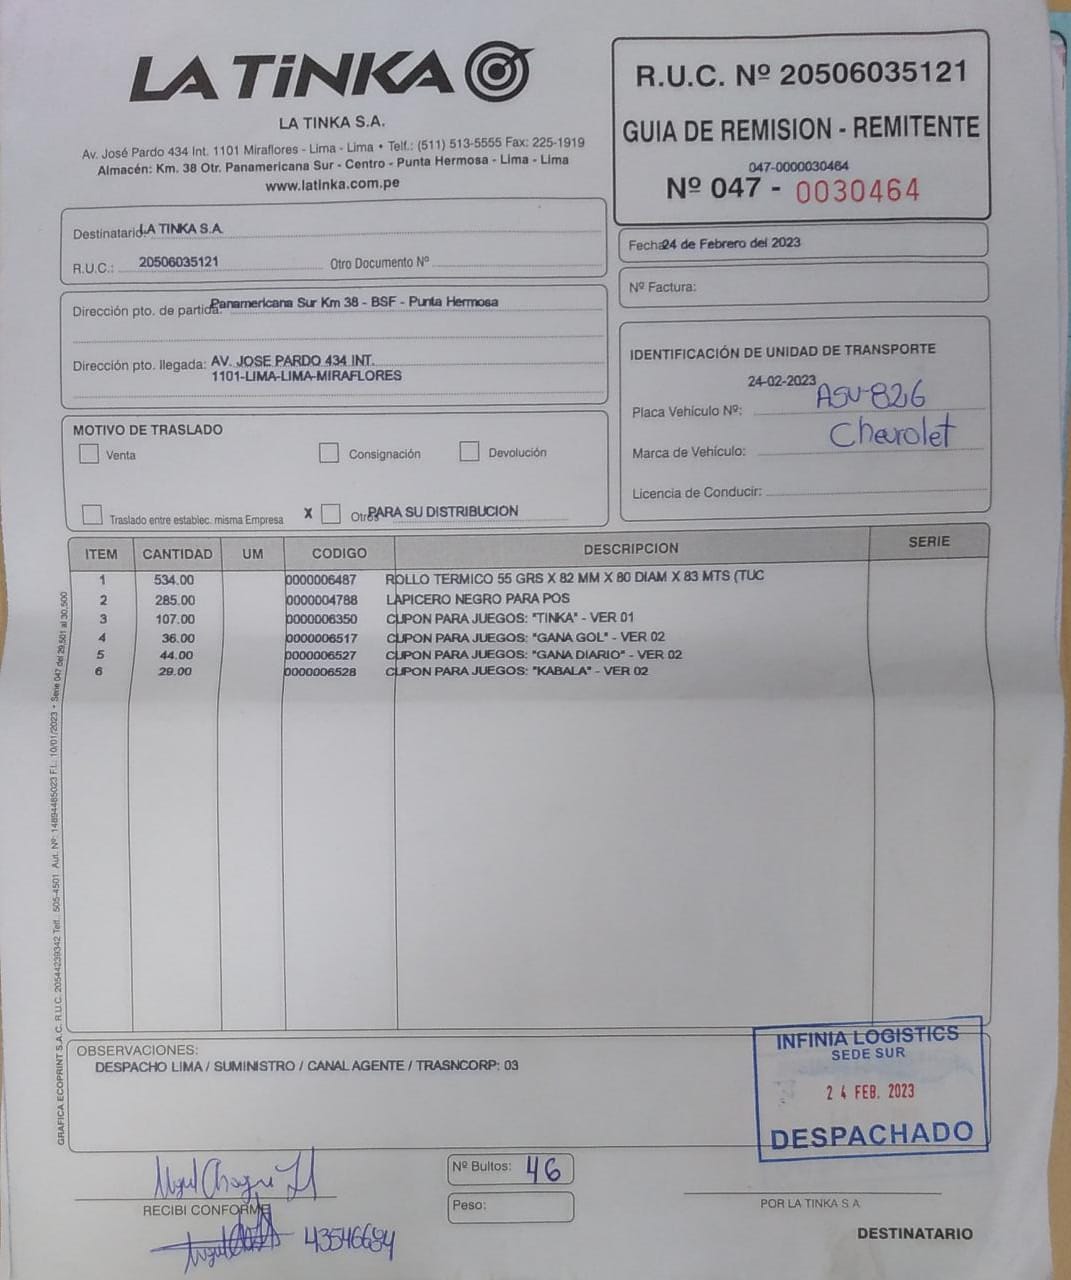 LA TiNKA
LA TINKA S.A.
Av. José Pardo 434 Int. 1101 Miraflores - Lima - Lima • Telf.: (511) 513-5555 Fax: 225-1919
Almacén: Km. 38 Otr. Panamericana Sur - Centro - Punta Hermosa - Lima - Lima
www.latinka.com.pe
R.U.C. Nº 20506035121
GUIA DE REMISION - REMITENTE
047-0000030464
Nº 047 - 0030464
Destinatario: LA TINKA S.A.
R.U.C.: 20506035121 Otro Documento Nº
Fecha 24 de Febrero del 2023
Nº Factura:
Dirección pto. de partida: Panamericana Sur Km 38 - BSF - Punta Hermosa
Dirección pto. llegada: AV. JOSE PARDO 434 INT.
1101-LIMA-LIMA-MIRAFLORES
IDENTIFICACIÓN DE UNIDAD DE TRANSPORTE
24-02-2023
Placa Vehículo Nº: ASU-826
Marca de Vehículo: Chevrolet
Licencia de Conducir:
MOTIVO DE TRASLADO
Venta Consignación Devolución
Traslado entre establec. misma Empresa X Otros PARA SU DISTRIBUCION
ITEM CANTIDAD UM CODIGO DESCRIPCION SERIE
1 534.00 0000006487 ROLLO TERMICO 55 GRS X 82 MM X 80 DIAM X 83 MTS (TUC
2 285.00 0000004788 LAPICERO NEGRO PARA POS
3 107.00 0000006350 CUPON PARA JUEGOS: "TINKA" - VER 01
4 36.00 0000006517 CUPON PARA JUEGOS: "GANA GOL" - VER 02
5 44.00 0000006527 CUPON PARA JUEGOS: "GANA DIARIO" - VER 02
6 29.00 0000006528 CUPON PARA JUEGOS: "KABALA" - VER 02
GRAFICA ECOPRINT S.A.C. R.U.C. 20544239342 Telf.: 505-4501 Aut. Nº: 14894485023 F.I.: 10/01/2023 • Serie 047 del 29,501 al 30,500
OBSERVACIONES:
DESPACHO LIMA / SUMINISTRO / CANAL AGENTE / TRASNCORP: 03
INFINIA LOGISTICS
SEDE SUR
24 FEB. 2023
DESPACHADO
RECIBI CONFORME
43546694
Nº Bultos: 46
Peso:
POR LA TINKA S.A.
DESTINATARIO